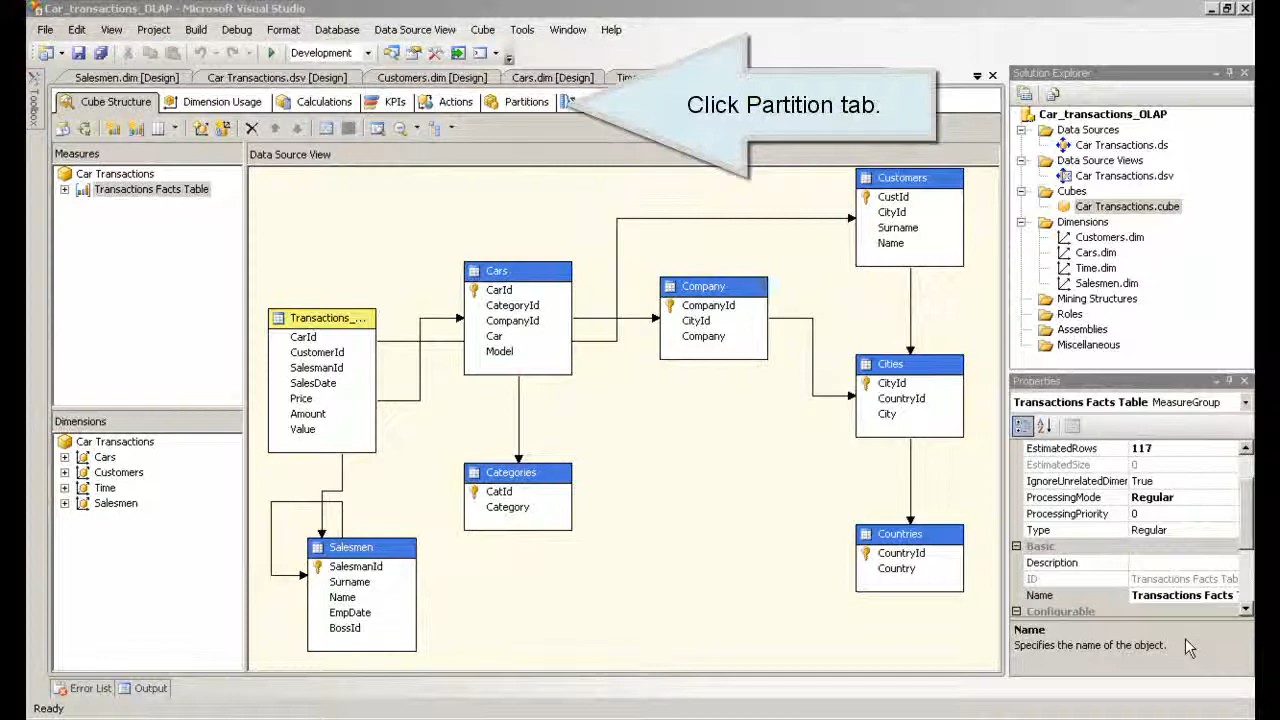 Car_transactions_OLAP - Microsoft Visual Studio
File Edit View Project Build Debug Format Database Data Source View Cube Tools Window Help
Development
Salesmen.dim [Design] Car Transactions.dsv [Design] Customers.dim [Design] Cars.dim [Design]
Cube Structure Dimension Usage Calculations KPIs Actions Partitions
Click Partition tab.
Toolbox
Measures
Car Transactions
Transactions Facts Table
Dimensions
Car Transactions
Cars
Customers
Time
Salesmen
Data Source View
Transactions_...
CarId
CustomerId
SalesmanId
SalesDate
Price
Amount
Value
Salesmen
SalesmanId
Surname
Name
EmpDate
BossId
Cars
CarId
CategoryId
CompanyId
Car
Model
Categories
CatId
Category
Company
CompanyId
CityId
Company
Customers
CustId
CityId
Surname
Name
Cities
CityId
CountryId
City
Countries
CountryId
Country
Solution Explorer
Car_transactions_OLAP
Data Sources
Car Transactions.ds
Data Source Views
Car Transactions.dsv
Cubes
Car Transactions.cube
Dimensions
Customers.dim
Cars.dim
Time.dim
Salesmen.dim
Mining Structures
Roles
Assemblies
Miscellaneous
Properties
Transactions Facts Table MeasureGroup
EstimatedRows 117
EstimatedSize 0
IgnoreUnrelatedDimer True
ProcessingMode Regular
ProcessingPriority 0
Type Regular
Basic
Description
ID Transactions Facts Tab
Name Transactions Facts
Configurable
Name
Specifies the name of the object.
Error List Output
Ready